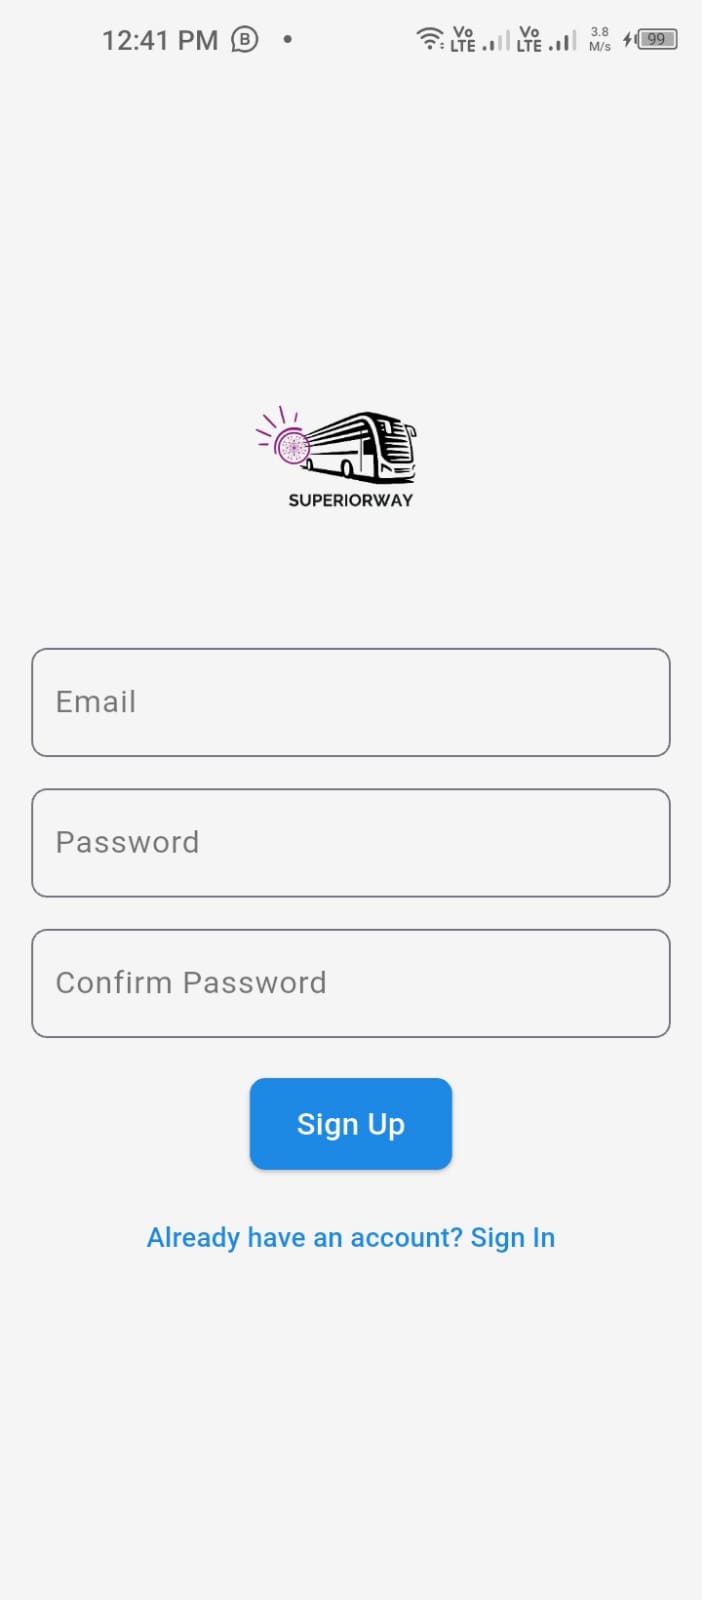 12:41 PM B Vo LTE Vo LTE 3.8 M/s 99
SUPERIORWAY
Email
Password
Confirm Password
Sign Up
Already have an account? Sign In